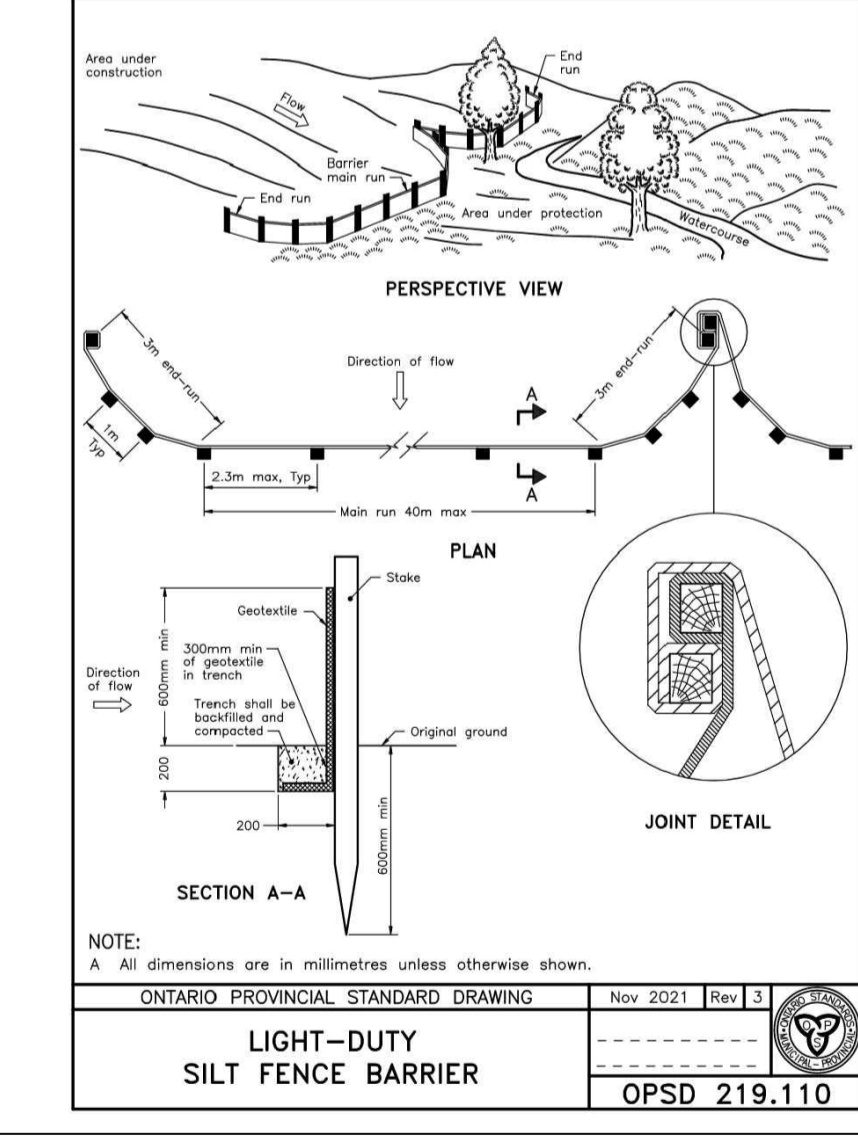 Area under
construction
Flow
End
run
Barrier
main run
End run
Area under protection
Watercourse
PERSPECTIVE VIEW
3m end-run
Direction of flow
3m end-run
A
1m
Typ
2.3m max, Typ
A
Main run 40m max
PLAN
Stake
Geotextile
600mm min
300mm min
of geotextile
in trench
Direction
of flow
Trench shall be
backfilled and
compacted
Original ground
200
200
600mm min
JOINT DETAIL
SECTION A-A
NOTE:
A All dimensions are in millimetres unless otherwise shown.
ONTARIO PROVINCIAL STANDARD DRAWING
Nov 2021 Rev 3
LIGHT-DUTY
SILT FENCE BARRIER
ONTARIO STANDARDS
MUNICIPAL-PROVINCIAL
O P
S
OPSD 219.110